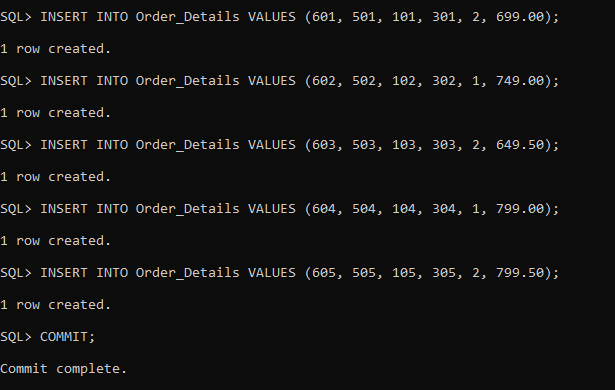 SQL> INSERT INTO Order_Details VALUES (601, 501, 101, 301, 2, 699.00);
1 row created.
SQL> INSERT INTO Order_Details VALUES (602, 502, 102, 302, 1, 749.00);
1 row created.
SQL> INSERT INTO Order_Details VALUES (603, 503, 103, 303, 2, 649.50);
1 row created.
SQL> INSERT INTO Order_Details VALUES (604, 504, 104, 304, 1, 799.00);
1 row created.
SQL> INSERT INTO Order_Details VALUES (605, 505, 105, 305, 2, 799.50);
1 row created.
SQL> COMMIT;
Commit complete.